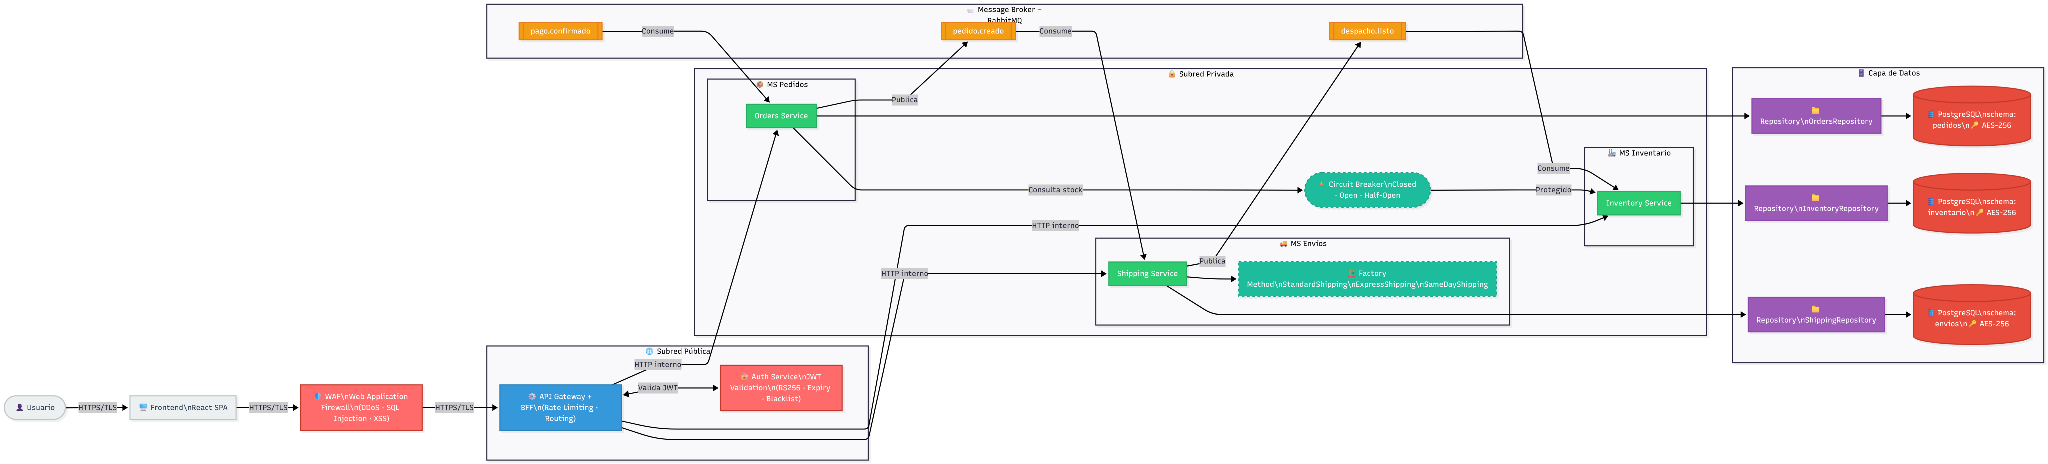 Message Broker -
RabbitMQ
pago.confirmado
Consume
pedido.creado
Consume
despacho.listo
Subred Privada
MS Pedidos
Orders Service
Publica
Consulta stock
Circuit Breaker\nClosed
· Open · Half-Open
Consume
Protegido
MS Inventario
Inventory Service
HTTP interno
HTTP interno
MS Envios
Shipping Service
Publica
Factory
Method\nStandardShipping\nExpressShipping\nSameDayShipping
Capa de Datos
Repository\nOrdersRepository
PostgreSQL\nschema:
pedidos\n🔑 AES-256
Repository\nInventoryRepository
PostgreSQL\nschema:
inventario\n🔑 AES-256
Repository\nShippingRepository
PostgreSQL\nschema:
envios\n🔑 AES-256
Subred Pública
HTTP interno
Valida JWT
Auth Service\nJWT
Validation\n(RS256 · Expiry
· Blacklist)
Usuario
HTTPS/TLS
Frontend\nReact SPA
HTTPS/TLS
WAF\nWeb Application
Firewall\n(DDoS · SQL
Injection · XSS)
HTTPS/TLS
API Gateway +
BFF\n(Rate Limiting ·
Routing)